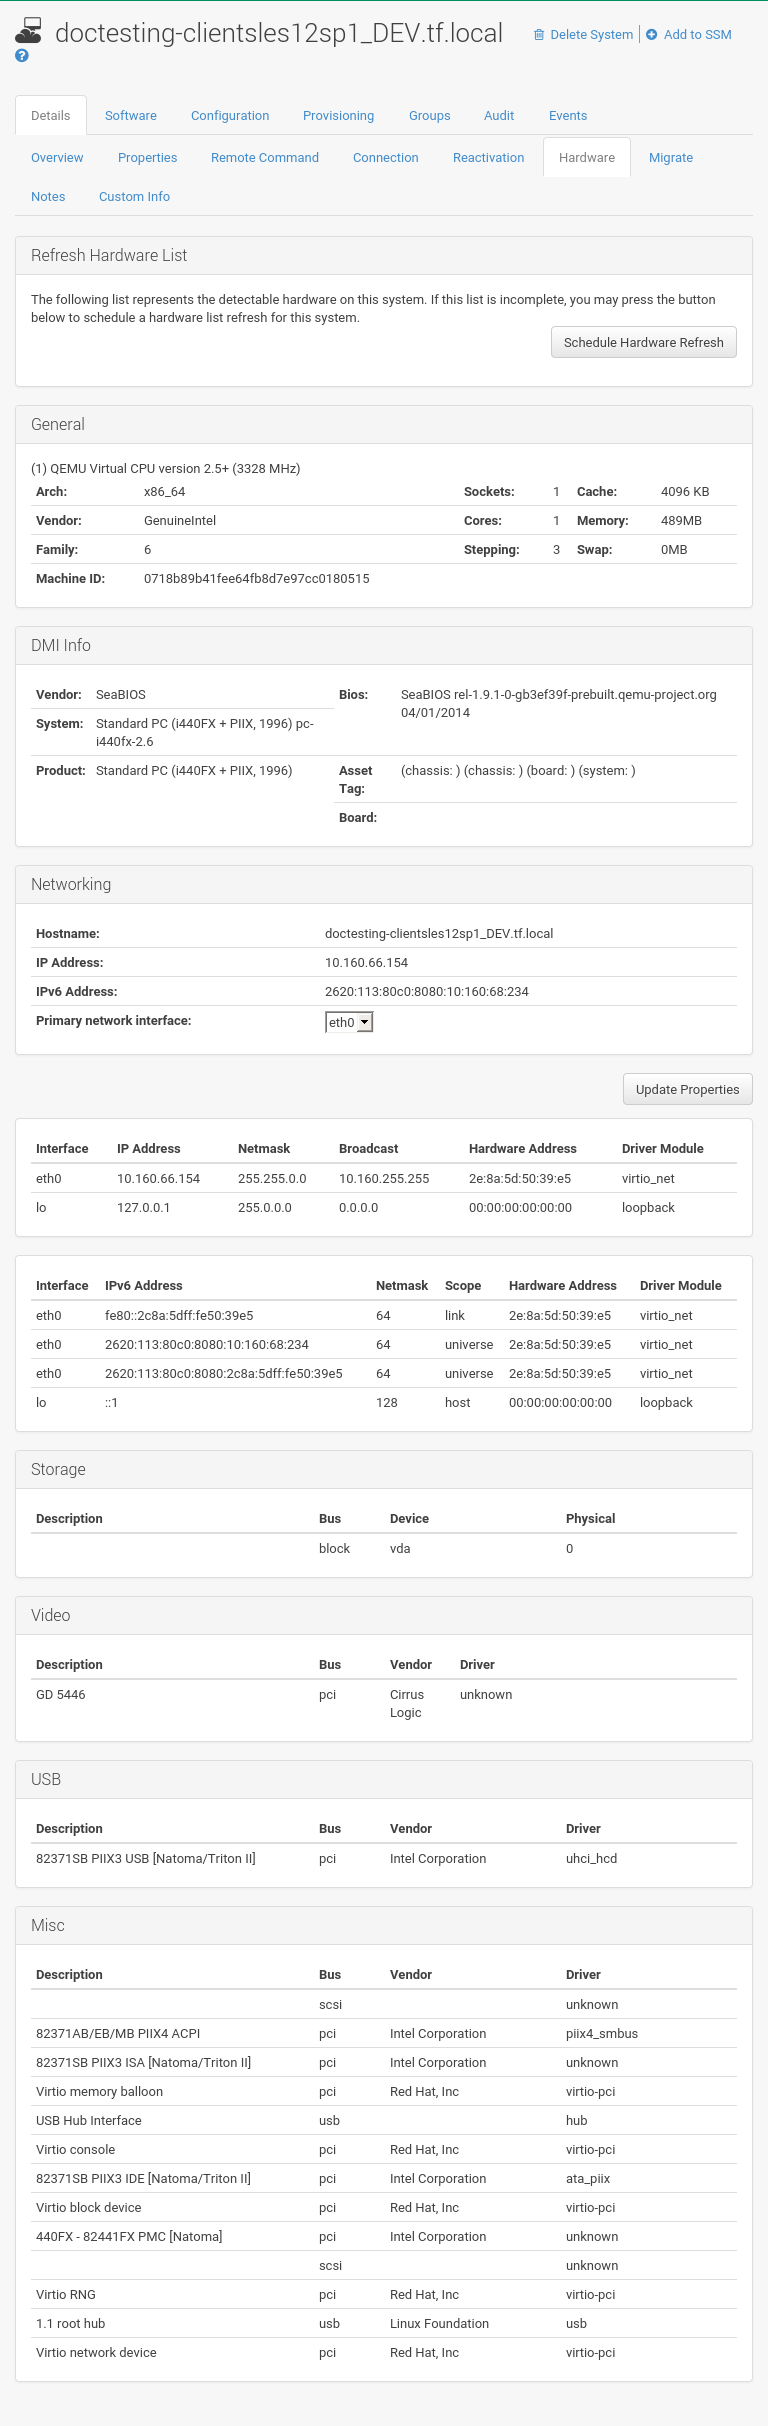 doctesting-clientsles12sp1_DEV.tf.local Delete System Add to SSM
Details Software Configuration Provisioning Groups Audit Events
Overview Properties Remote Command Connection Reactivation Hardware Migrate
Notes Custom Info
Refresh Hardware List
The following list represents the detectable hardware on this system. If this list is incomplete, you may press the button
below to schedule a hardware list refresh for this system.
Schedule Hardware Refresh
General
(1) QEMU Virtual CPU version 2.5+ (3328 MHz)
Arch: x86_64 Sockets: 1 Cache: 4096 KB
Vendor: GenuineIntel Cores: 1 Memory: 489MB
Family: 6 Stepping: 3 Swap: 0MB
Machine ID: 0718b89b41fee64fb8d7e97cc0180515
DMI Info
Vendor: SeaBIOS Bios: SeaBIOS rel-1.9.1-0-gb3ef39f-prebuilt.qemu-project.org
04/01/2014
System: Standard PC (i440FX + PIIX, 1996) pc-
i440fx-2.6
Product: Standard PC (i440FX + PIIX, 1996) Asset (chassis: ) (chassis: ) (board: ) (system: )
Tag:
Board:
Networking
Hostname: doctesting-clientsles12sp1_DEV.tf.local
IP Address: 10.160.66.154
IPv6 Address: 2620:113:80c0:8080:10:160:68:234
Primary network interface: eth0
Update Properties
Interface IP Address Netmask Broadcast Hardware Address Driver Module
eth0 10.160.66.154 255.255.0.0 10.160.255.255 2e:8a:5d:50:39:e5 virtio_net
lo 127.0.0.1 255.0.0.0 0.0.0.0 00:00:00:00:00:00 loopback
Interface IPv6 Address Netmask Scope Hardware Address Driver Module
eth0 fe80::2c8a:5dff:fe50:39e5 64 link 2e:8a:5d:50:39:e5 virtio_net
eth0 2620:113:80c0:8080:10:160:68:234 64 universe 2e:8a:5d:50:39:e5 virtio_net
eth0 2620:113:80c0:8080:2c8a:5dff:fe50:39e5 64 universe 2e:8a:5d:50:39:e5 virtio_net
lo ::1 128 host 00:00:00:00:00:00 loopback
Storage
Description Bus Device Physical
block vda 0
Video
Description Bus Vendor Driver
GD 5446 pci Cirrus unknown
Logic
USB
Description Bus Vendor Driver
82371SB PIIX3 USB [Natoma/Triton II] pci Intel Corporation uhci_hcd
Misc
Description Bus Vendor Driver
scsi unknown
82371AB/EB/MB PIIX4 ACPI pci Intel Corporation piix4_smbus
82371SB PIIX3 ISA [Natoma/Triton II] pci Intel Corporation unknown
Virtio memory balloon pci Red Hat, Inc virtio-pci
USB Hub Interface usb hub
Virtio console pci Red Hat, Inc virtio-pci
82371SB PIIX3 IDE [Natoma/Triton II] pci Intel Corporation ata_piix
Virtio block device pci Red Hat, Inc virtio-pci
440FX - 82441FX PMC [Natoma] pci Intel Corporation unknown
scsi unknown
Virtio RNG pci Red Hat, Inc virtio-pci
1.1 root hub usb Linux Foundation usb
Virtio network device pci Red Hat, Inc virtio-pci